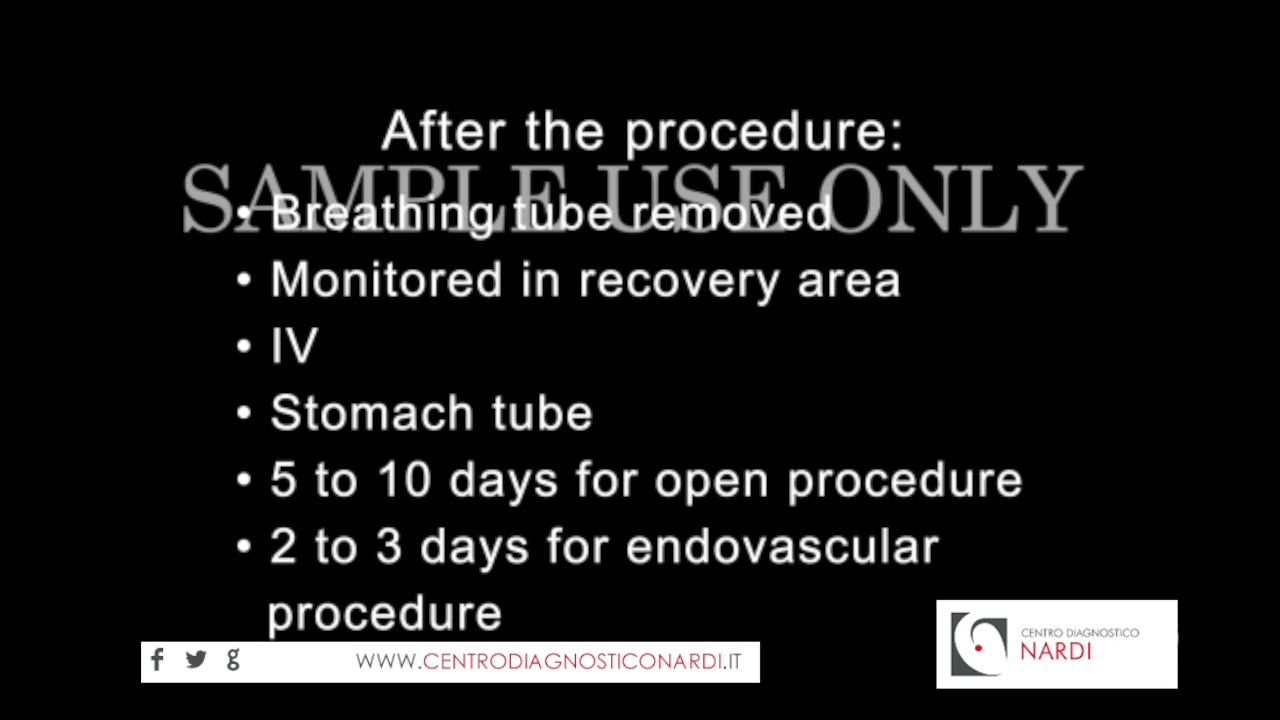 After the procedure:
SAMPLE USE ONLY
• Breathing tube removed
• Monitored in recovery area
• IV
• Stomach tube
• 5 to 10 days for open procedure
• 2 to 3 days for endovascular
procedure
WWW.CENTRODIAGNOSTICONARDI.IT
CENTRO DIAGNOSTICO
NARDI